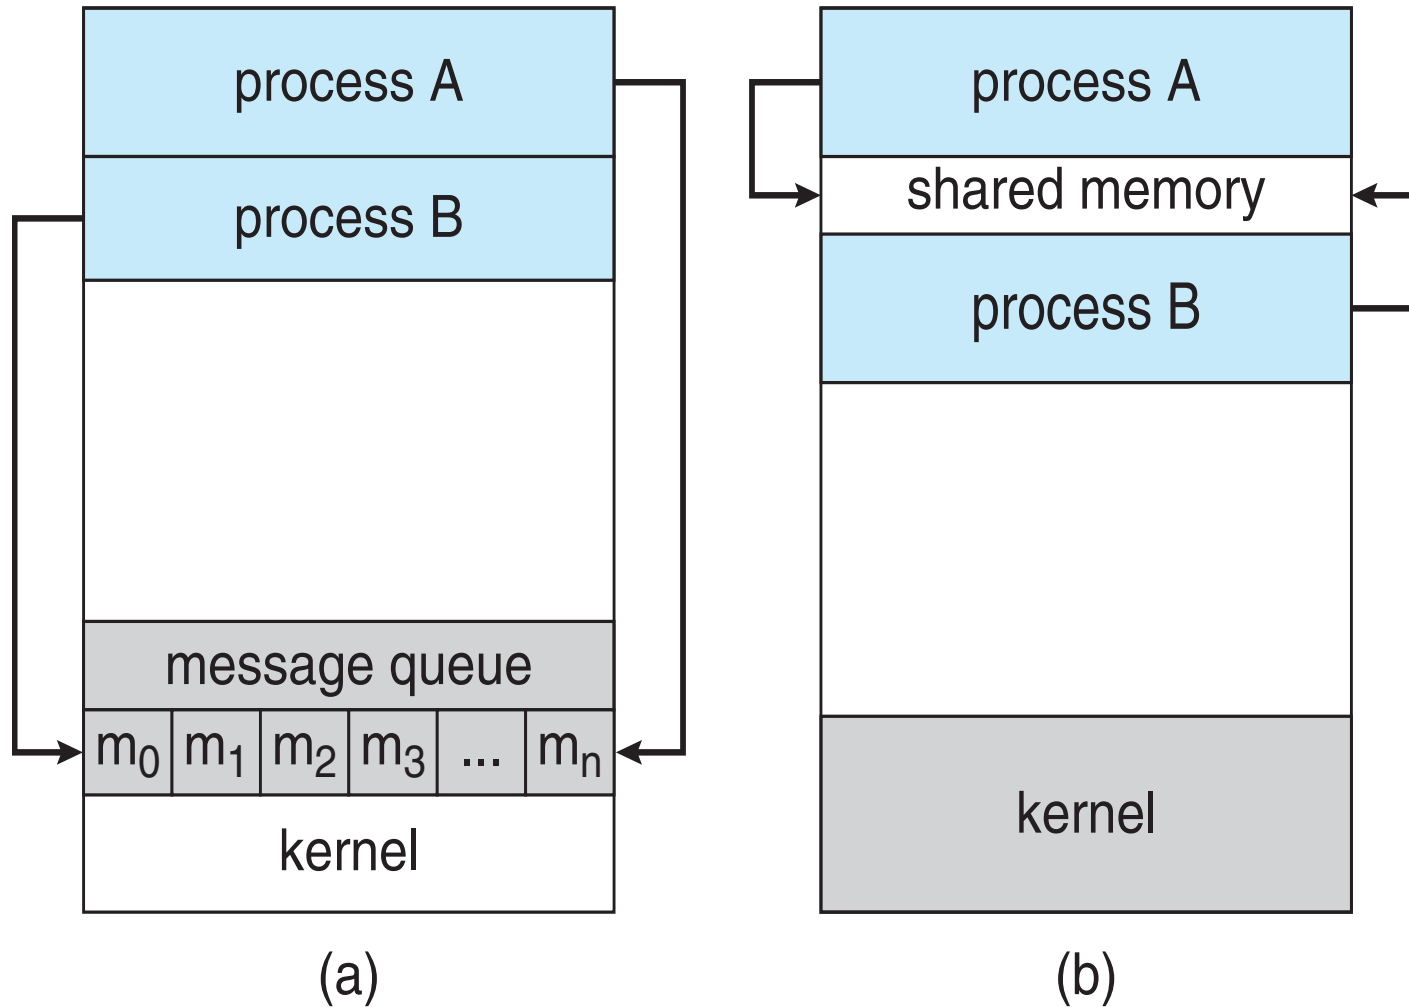 process A
process B
message queue
m0 m1 m2 m3 ... mn
kernel
(a)
process A
shared memory
process B
kernel
(b)